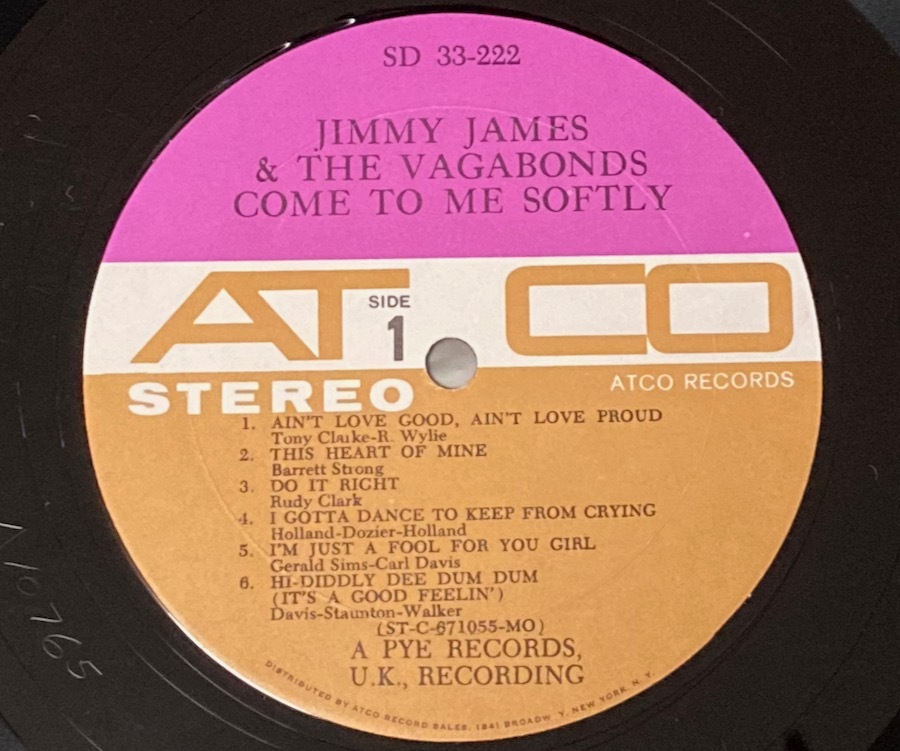 SD 33-222
JIMMY JAMES
& THE VAGABONDS
COME TO ME SOFTLY
ATCO
SIDE
1
STEREO
ATCO RECORDS
1. AIN'T LOVE GOOD, AIN'T LOVE PROUD
Tony Clarke-R. Wylie
2. THIS HEART OF MINE
Barrett Strong
3. DO IT RIGHT
Rudy Clark
4. I GOTTA DANCE TO KEEP FROM CRYING
Holland-Dozier-Holland
5. I'M JUST A FOOL FOR YOU GIRL
Gerald Sims-Carl Davis
6. HI-DIDDLY DEE DUM DUM
(IT'S A GOOD FEELIN')
Davis-Staunton-Walker
(ST-C-671055-MO)
A PYE RECORDS,
U.K., RECORDING
DISTRIBUTED BY ATCO RECORD SALES, 1841 BROADW Y, NEW YORK, N. Y.
10765